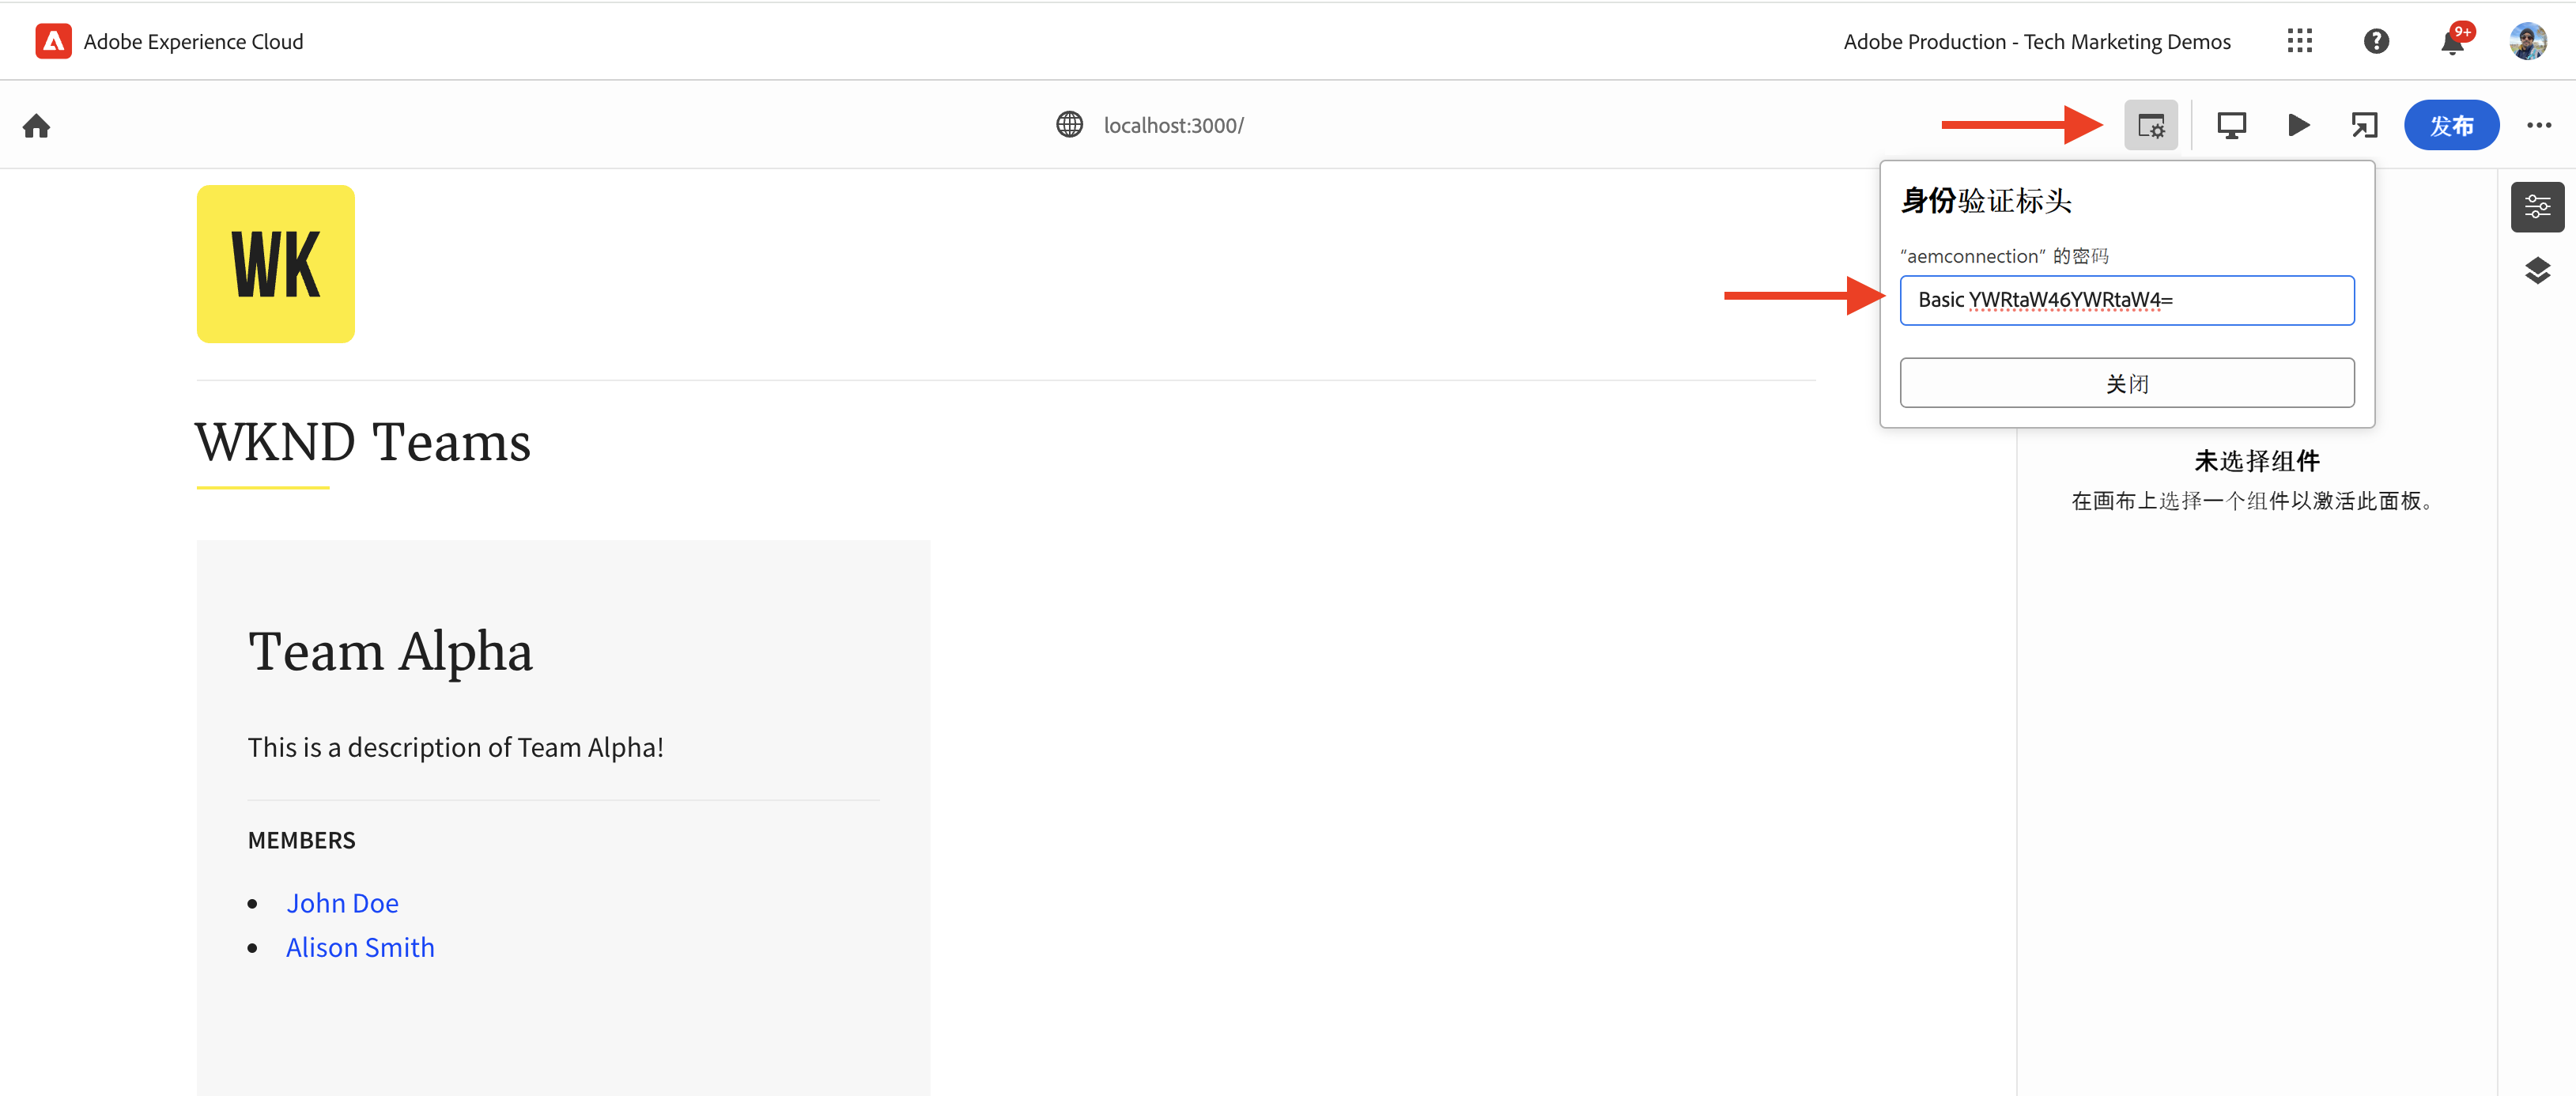 Adobe Experience Cloud
Adobe Production - Tech Marketing Demos
9+
localhost:3000/
发布
身份验证标头
“aemconnection” 的密码
Basic YWRtaW46YWRtaW4=
关闭
WK
WKND Teams
未选择组件
在画布上选择一个组件以激活此面板。
Team Alpha
This is a description of Team Alpha!
MEMBERS
John Doe
Alison Smith